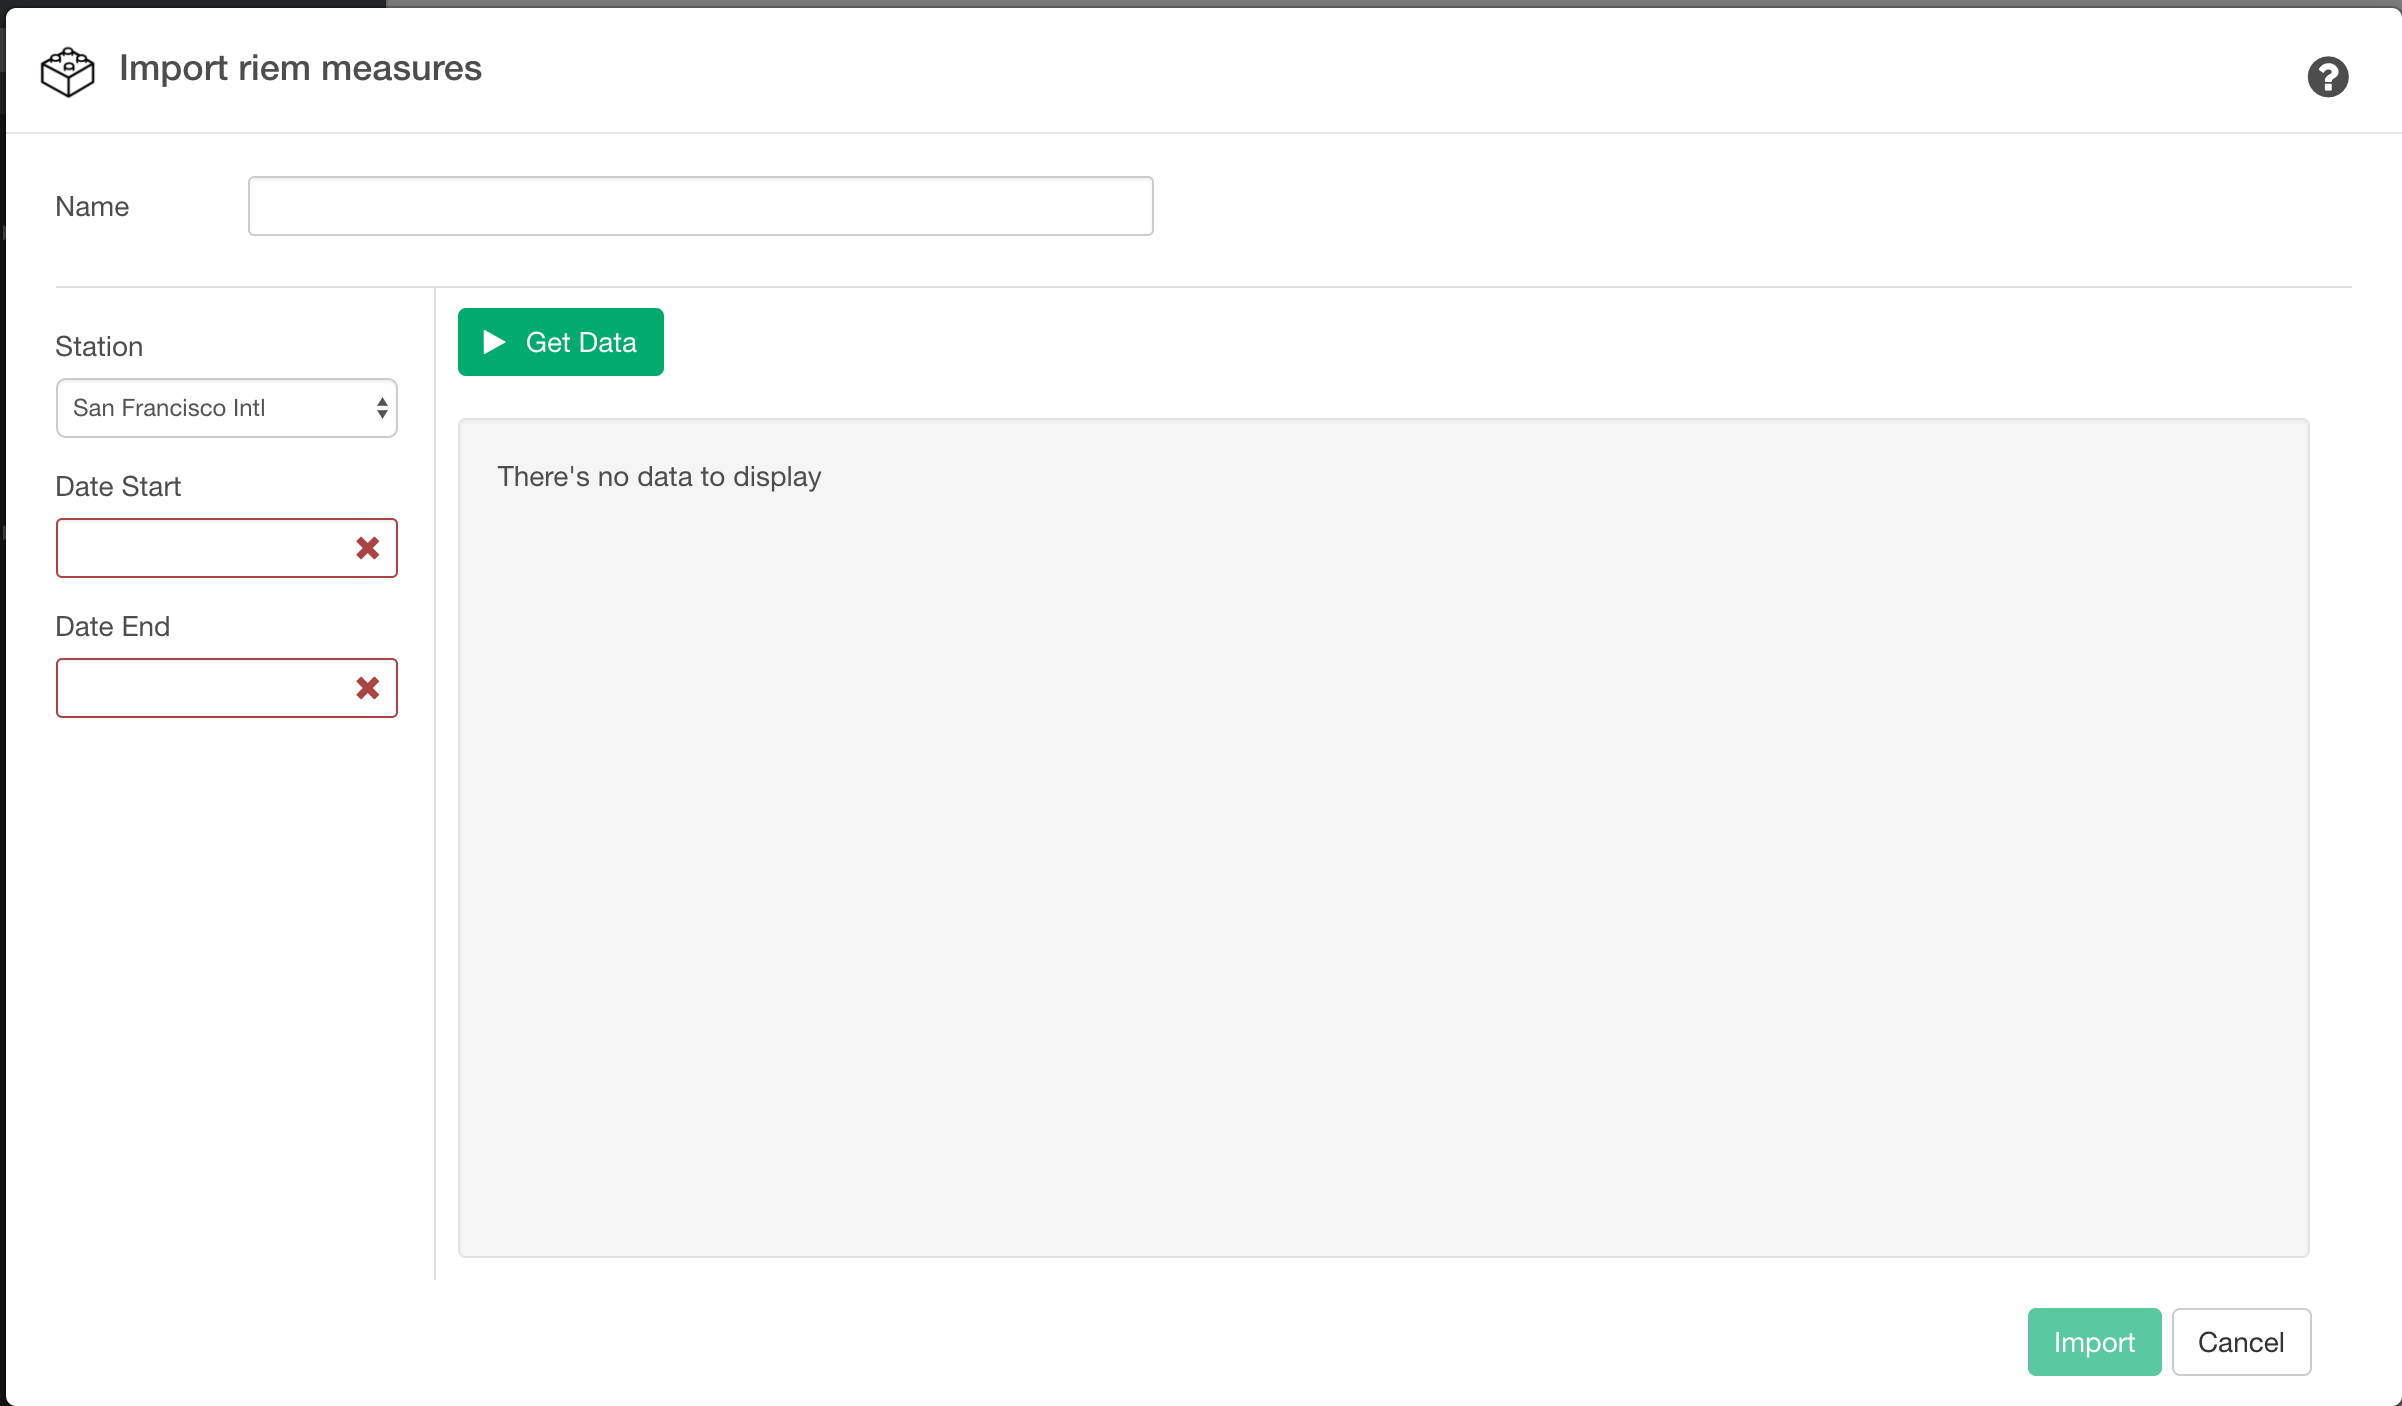 Import riem measures
Name
Station
San Francisco Intl
Date Start
Date End
Get Data
There's no data to display
Import
Cancel